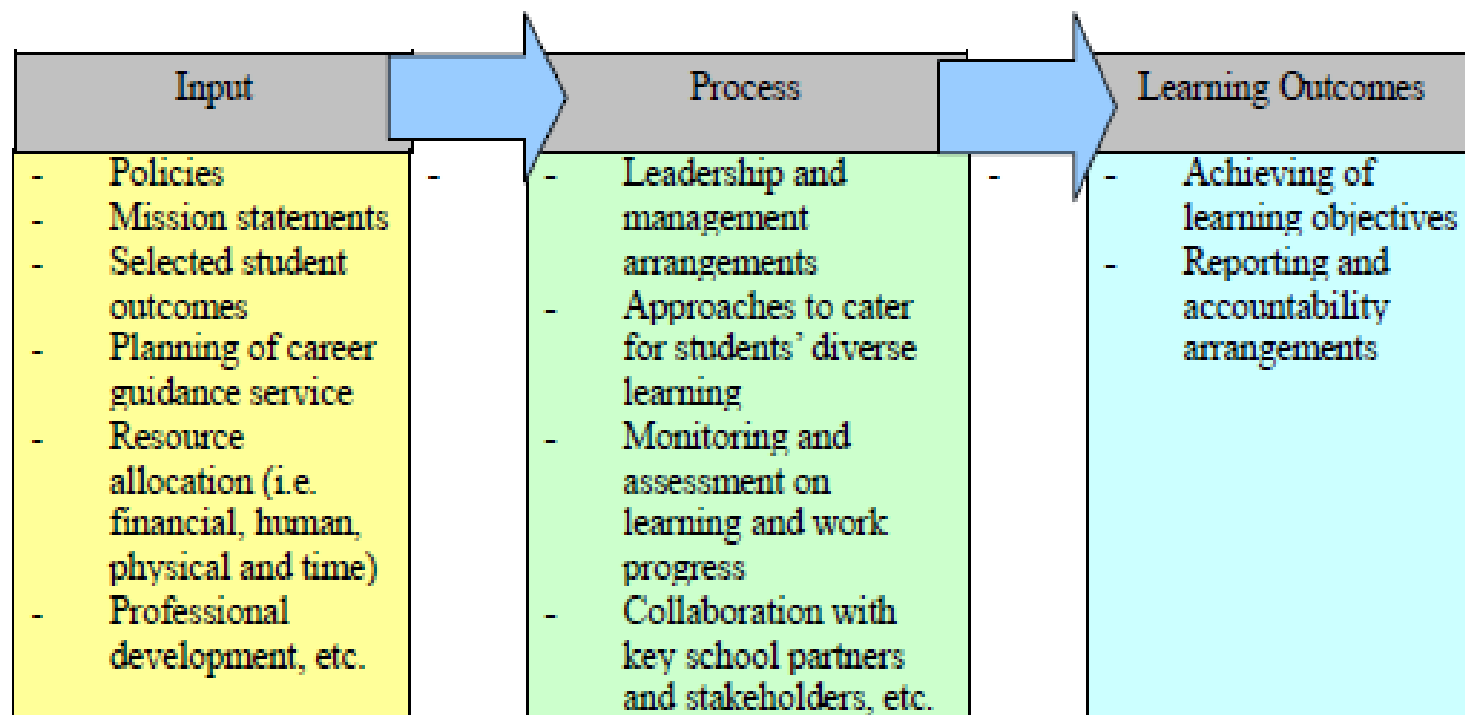 Input
- Policies
- Mission statements
- Selected student
outcomes
- Planning of career
guidance service
- Resource
allocation (i.e.
financial, human,
physical and time)
- Professional
development, etc.
-
Process
- Leadership and
management
arrangements
- Approaches to cater
for students’ diverse
learning
- Monitoring and
assessment on
learning and work
progress
- Collaboration with
key school partners
and stakeholders, etc.
-
Learning Outcomes
- Achieving of
learning objectives
- Reporting and
accountability
arrangements